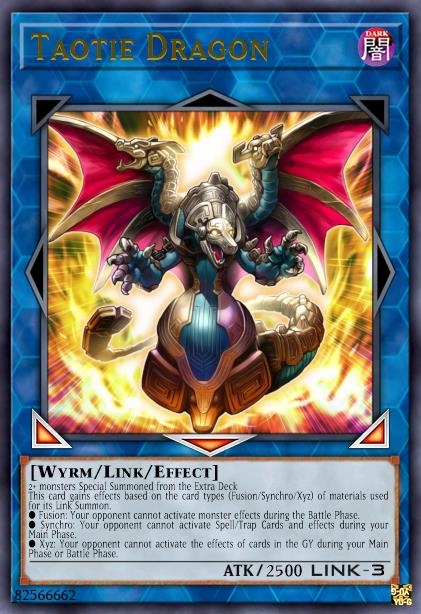 TAOTIE DRAGON
DARK
闇
[WYRM/LINK/EFFECT]
2+ monsters Special Summoned from the Extra Deck
This card gains effects based on the card types (Fusion/Synchro/Xyz) of materials used
for its Link Summon.
● Fusion: Your opponent cannot activate monster effects during the Battle Phase.
● Synchro: Your opponent cannot activate Spell/Trap Cards and effects during your
Main Phase.
● Xyz: Your opponent cannot activate the effects of cards in the GY during your Main
Phase or Battle Phase.
ATK/2500 LINK-3
82566662